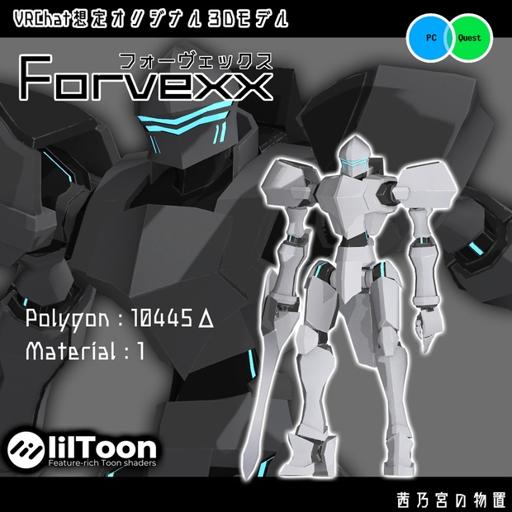 VRChat想定オリジナル3Dモデル
PC
Quest
フォーヴェックス
Forvexx
Polygon : 10445△
Material : 1
lilToon
Feature-rich Toon shaders
茜乃宮の物置